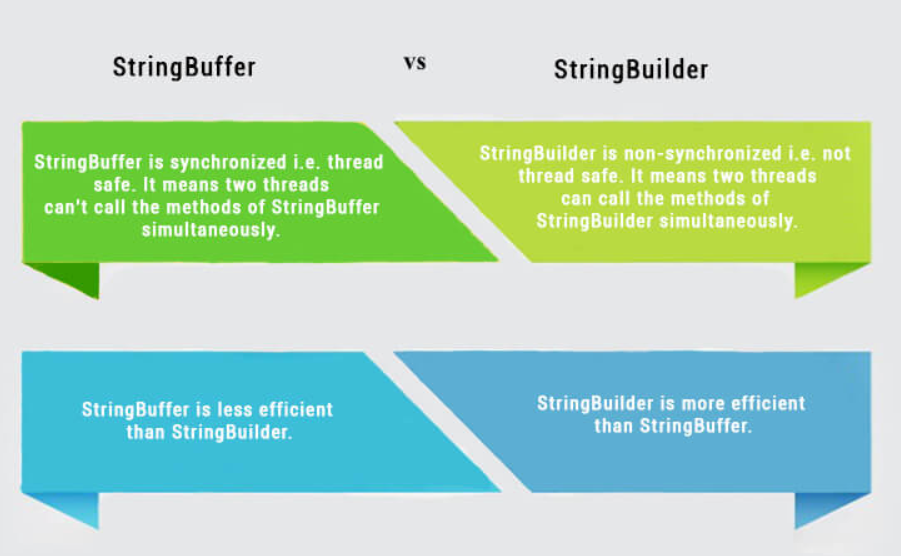 StringBuffer vs StringBuilder
StringBuffer is synchronized i.e. thread
safe. It means two threads
can't call the methods of StringBuffer
simultaneously.
StringBuilder is non-synchronized i.e. not
thread safe. It means two threads
can call the methods of
StringBuilder simultaneously.
StringBuffer is less efficient
than StringBuilder.
StringBuilder is more efficient
than StringBuffer.